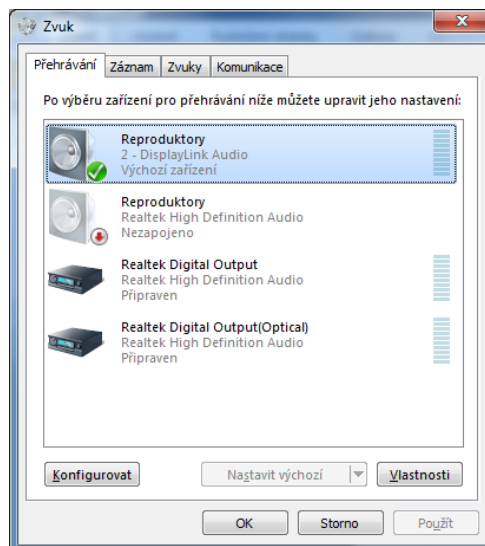 Zvuk
Přehrávání Záznam Zvuky Komunikace
Po výběru zařízení pro přehrávání níže můžete upravit jeho nastavení:
Reproduktory
2 - DisplayLink Audio
Výchozí zařízení
Reproduktory
Realtek High Definition Audio
Nezapojeno
Realtek Digital Output
Realtek High Definition Audio
Připraven
Realtek Digital Output(Optical)
Realtek High Definition Audio
Připraven
Konfigurovat Nastavit výchozí Vlastnosti
OK Storno Použít